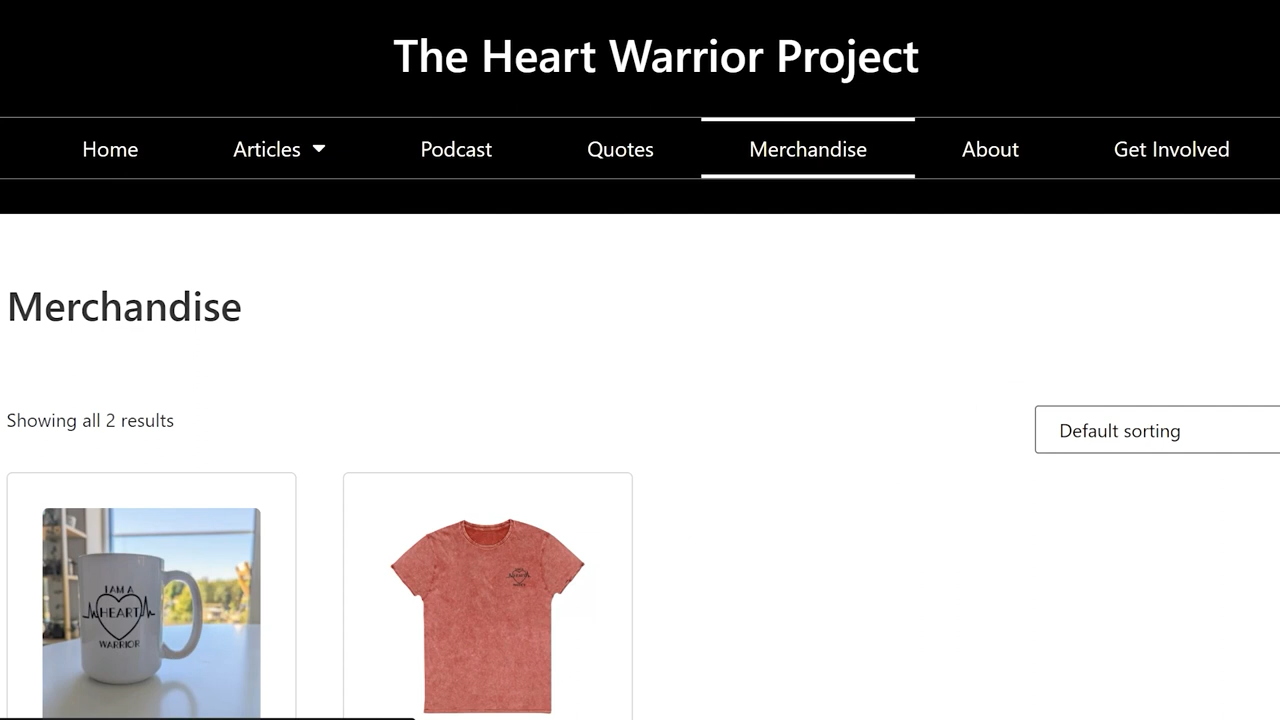 The Heart Warrior Project
Home Articles Podcast Quotes Merchandise About Get Involved
Merchandise
Showing all 2 results
Default sorting
I AM A
HEART
WARRIOR